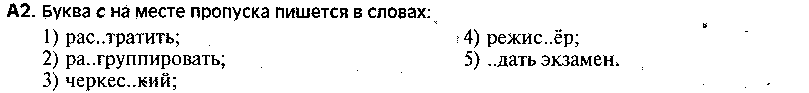 А2. Буква с на месте пропуска пишется в словах:
1) рас..тратить; 4) режис..ёр;
2) ра..группировать; 5) ..дать экзамен.
3) черкес..кий;